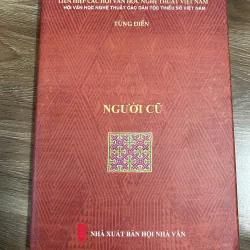 LIÊN HIỆP CÁC HỘI VĂN HỌC NGHỆ THUẬT VIỆT NAM
HỘI VĂN HỌC NGHỆ THUẬT CÁC DÂN TỘC THIỂU SỐ VIỆT NAM
TÙNG ĐIỂN
NGƯỜI CŨ
NHÀ XUẤT BẢN HỘI NHÀ VĂN